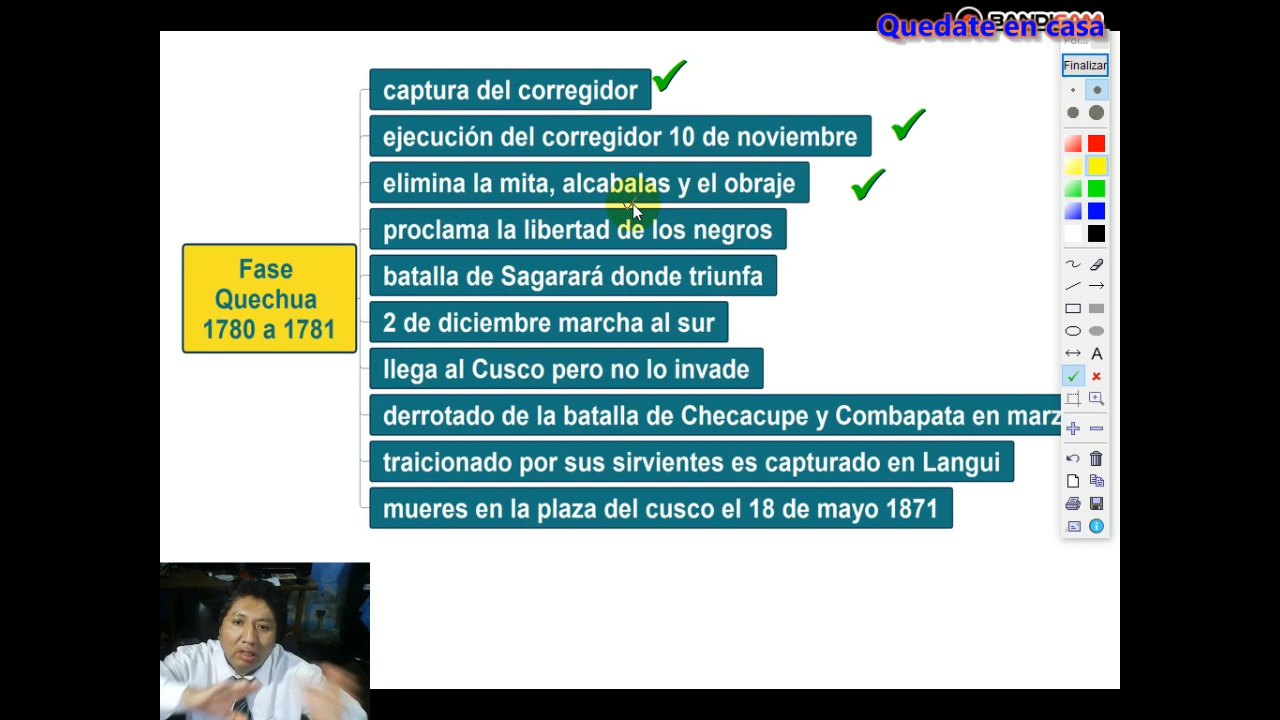 BANDICAM
Quedate en casa
Finalizar
captura del corregidor
ejecución del corregidor 10 de noviembre
elimina la mita, alcabalas y el obraje
proclama la libertad de los negros
batalla de Sagarará donde triunfa
2 de diciembre marcha al sur
llega al Cusco pero no lo invade
derrotado de la batalla de Checacupe y Combapata en marz
traicionado por sus sirvientes es capturado en Langui
mueres en la plaza del cusco el 18 de mayo 1871
Fase
Quechua
1780 a 1781
A